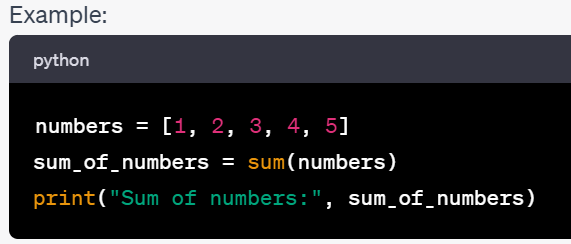 Example:
python
numbers = [1, 2, 3, 4, 5]
sum_of_numbers = sum(numbers)
print("Sum of numbers:", sum_of_numbers)